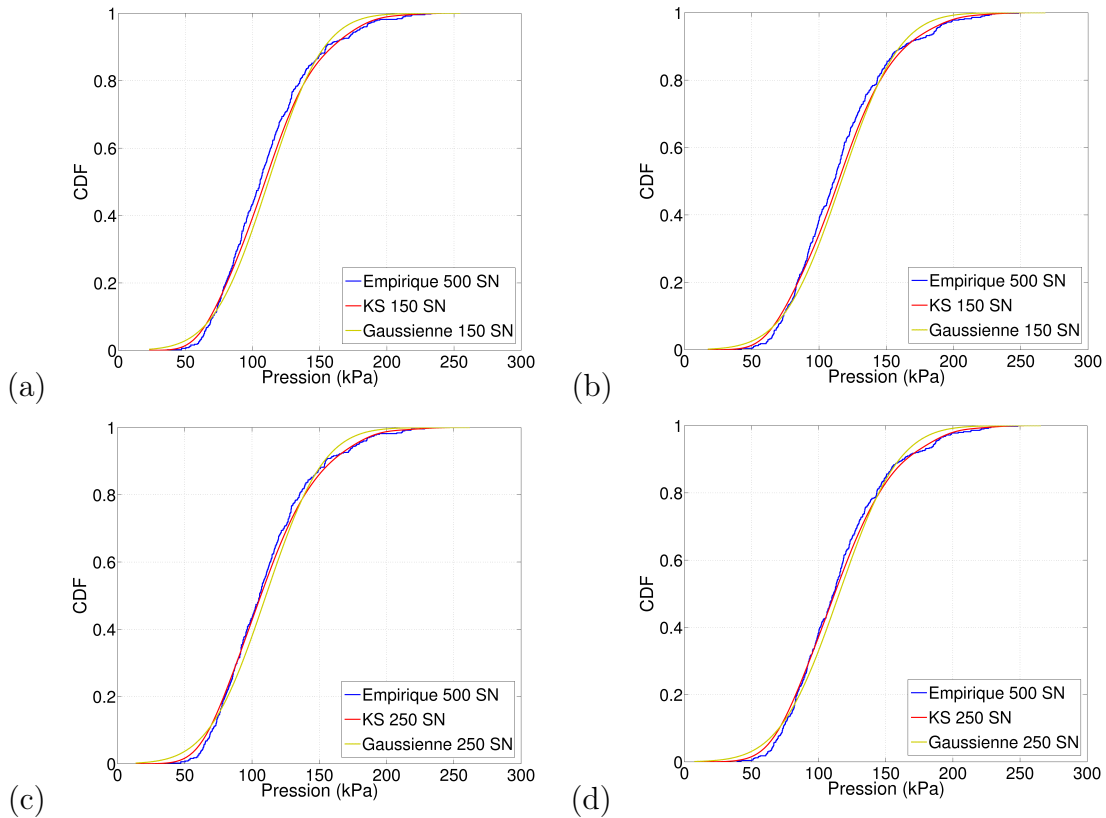 1
0.8
0.6
0.4
0.2
0
CDF
0 50 100 150 200 250 300
Pression (kPa)
Empirique 500 SN
KS 150 SN
Gaussienne 150 SN
(a)
1
0.8
0.6
0.4
0.2
0
CDF
0 50 100 150 200 250 300
Pression (kPa)
Empirique 500 SN
KS 150 SN
Gaussienne 150 SN
(b)
1
0.8
0.6
0.4
0.2
0
CDF
0 50 100 150 200 250 300
Pression (kPa)
Empirique 500 SN
KS 250 SN
Gaussienne 250 SN
(c)
1
0.8
0.6
0.4
0.2
0
CDF
0 50 100 150 200 250 300
Pression (kPa)
Empirique 500 SN
KS 250 SN
Gaussienne 250 SN
(d)